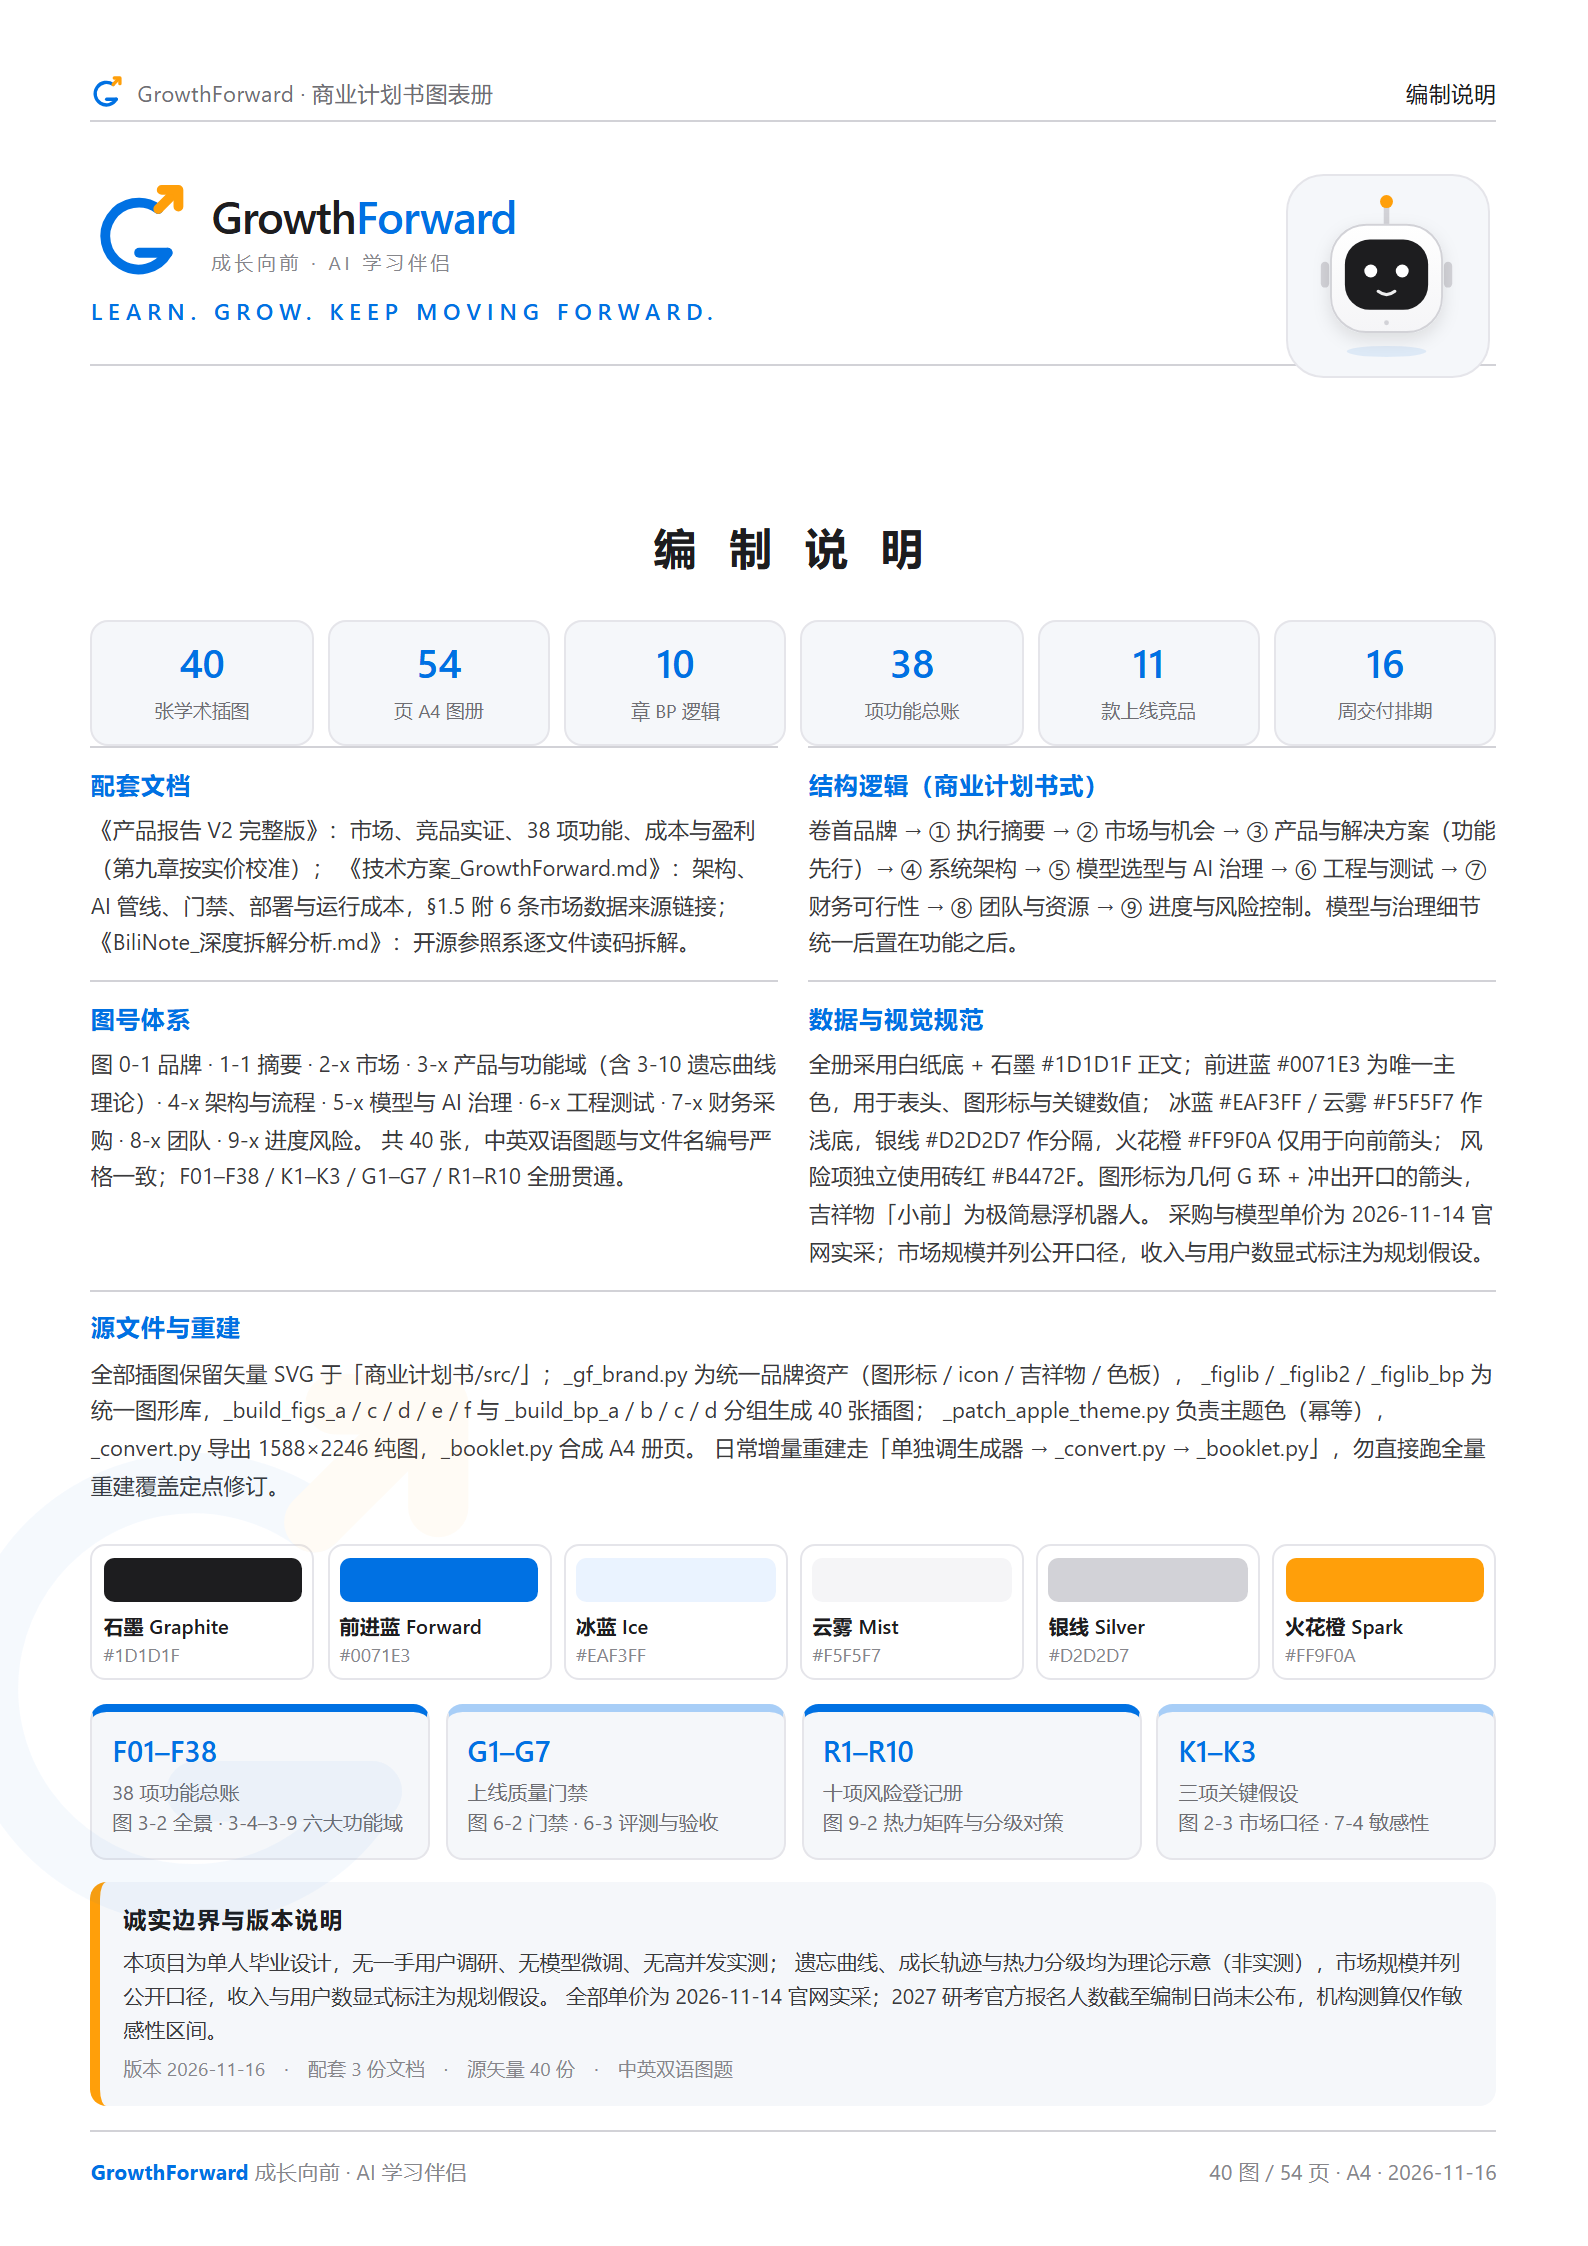 GrowthForward · 商业计划书图表册
编制说明
GrowthForward
成长向前 · AI 学习伴侣
LEARN. GROW. KEEP MOVING FORWARD.
编 制 说 明
40
张学术插图
54
页 A4 图册
10
章 BP 逻辑
38
项功能总账
11
款上线竞品
16
周交付排期
配套文档
《产品报告 V2 完整版》：市场、竞品实证、38 项功能、成本与盈利
（第九章按实价校准）； 《技术方案_GrowthForward.md》：架构、
AI 管线、门禁、部署与运行成本，§1.5 附 6 条市场数据来源链接；
《BiliNote_深度拆解分析.md》：开源参照系逐文件读码拆解。
结构逻辑（商业计划书式）
卷首品牌 → ① 执行摘要 → ② 市场与机会 → ③ 产品与解决方案（功能
先行）→ ④ 系统架构 → ⑤ 模型选型与 AI 治理 → ⑥ 工程与测试 → ⑦
财务可行性 → ⑧ 团队与资源 → ⑨ 进度与风险控制。模型与治理细节
统一后置在功能之后。
图号体系
图 0-1 品牌 · 1-1 摘要 · 2-x 市场 · 3-x 产品与功能域（含 3-10 遗忘曲线
理论）· 4-x 架构与流程 · 5-x 模型与 AI 治理 · 6-x 工程测试 · 7-x 财务采
购 · 8-x 团队 · 9-x 进度风险。 共 40 张，中英双语图题与文件名编号严
格一致；F01–F38 / K1–K3 / G1–G7 / R1–R10 全册贯通。
数据与视觉规范
全册采用白纸底 + 石墨 #1D1D1F 正文；前进蓝 #0071E3 为唯一主
色，用于表头、图形标与关键数值； 冰蓝 #EAF3FF / 云雾 #F5F5F7 作
浅底，银线 #D2D2D7 作分隔，火花橙 #FF9F0A 仅用于向前箭头； 风
险项独立使用砖红 #B4472F。图形标为几何 G 环 + 冲出开口的箭头，
吉祥物「小前」为极简悬浮机器人。 采购与模型单价为 2026-11-14 官
网实采；市场规模并列公开口径，收入与用户数显式标注为规划假设。
源文件与重建
全部插图保留矢量 SVG 于「商业计划书/src/」；_gf_brand.py 为统一品牌资产（图形标 / icon / 吉祥物 / 色板）， _figlib / _figlib2 / _figlib_bp 为
统一图形库，_build_figs_a / c / d / e / f 与 _build_bp_a / b / c / d 分组生成 40 张插图； _patch_apple_theme.py 负责主题色（幂等），
_convert.py 导出 1588×2246 纯图，_booklet.py 合成 A4 册页。 日常增量重建走「单独调生成器 → _convert.py → _booklet.py」，勿直接跑全量
重建覆盖定点修订。
石墨 Graphite
#1D1D1F
前进蓝 Forward
#0071E3
冰蓝 Ice
#EAF3FF
云雾 Mist
#F5F5F7
银线 Silver
#D2D2D7
火花橙 Spark
#FF9F0A
F01–F38
38 项功能总账
图 3-2 全景 · 3-4–3-9 六大功能域
G1–G7
上线质量门禁
图 6-2 门禁 · 6-3 评测与验收
R1–R10
十项风险登记册
图 9-2 热力矩阵与分级对策
K1–K3
三项关键假设
图 2-3 市场口径 · 7-4 敏感性
诚实边界与版本说明
本项目为单人毕业设计，无一手用户调研、无模型微调、无高并发实测； 遗忘曲线、成长轨迹与热力分级均为理论示意（非实测），市场规模并列
公开口径，收入与用户数显式标注为规划假设。 全部单价为 2026-11-14 官网实采；2027 研考官方报名人数截至编制日尚未公布，机构测算仅作敏
感性区间。
版本 2026-11-16 · 配套 3 份文档 · 源矢量 40 份 · 中英双语图题
GrowthForward 成长向前 · AI 学习伴侣
40 图 / 54 页 · A4 · 2026-11-16